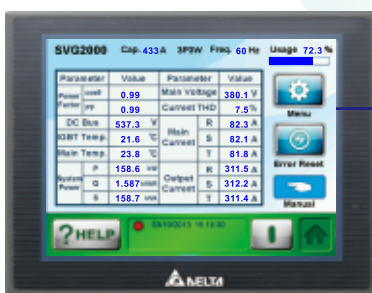 SVG2000 Cap. 433 A 3P3W Freq. 60 Hz Usage 72.3 %
Parameter Value Parameter Value
Power Factor cosθ 0.99 Main Voltage 380.1 V
PF 0.99 Current THD 7.5 %
DC Bus 537.3 V Main Current R 82.3 A
IGBT Temp. 21.6 ℃ S 82.1 A
Main Temp. 23.8 ℃ T 81.8 A
System Power P 158.6 Output Current R 311.5 A
Q 1.587 S 312.2 A
S 158.7 T 311.4 A
Menu
Error Reset
Manual
?HELP
I
DELTA